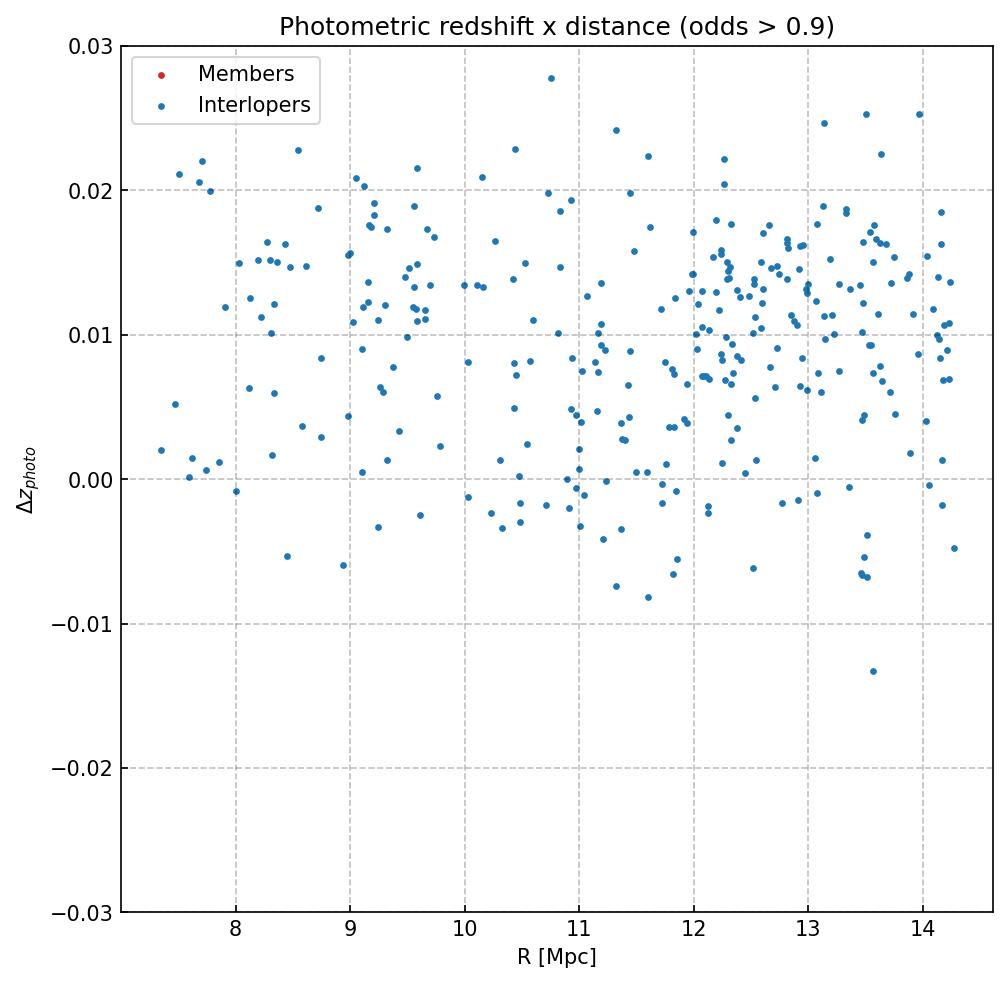 Photometric redshift x distance (odds > 0.9)
Members
Interlopers
0.03
0.02
0.01
0.00
−0.01
−0.02
−0.03
Δz_photo
8 9 10 11 12 13 14
R [Mpc]